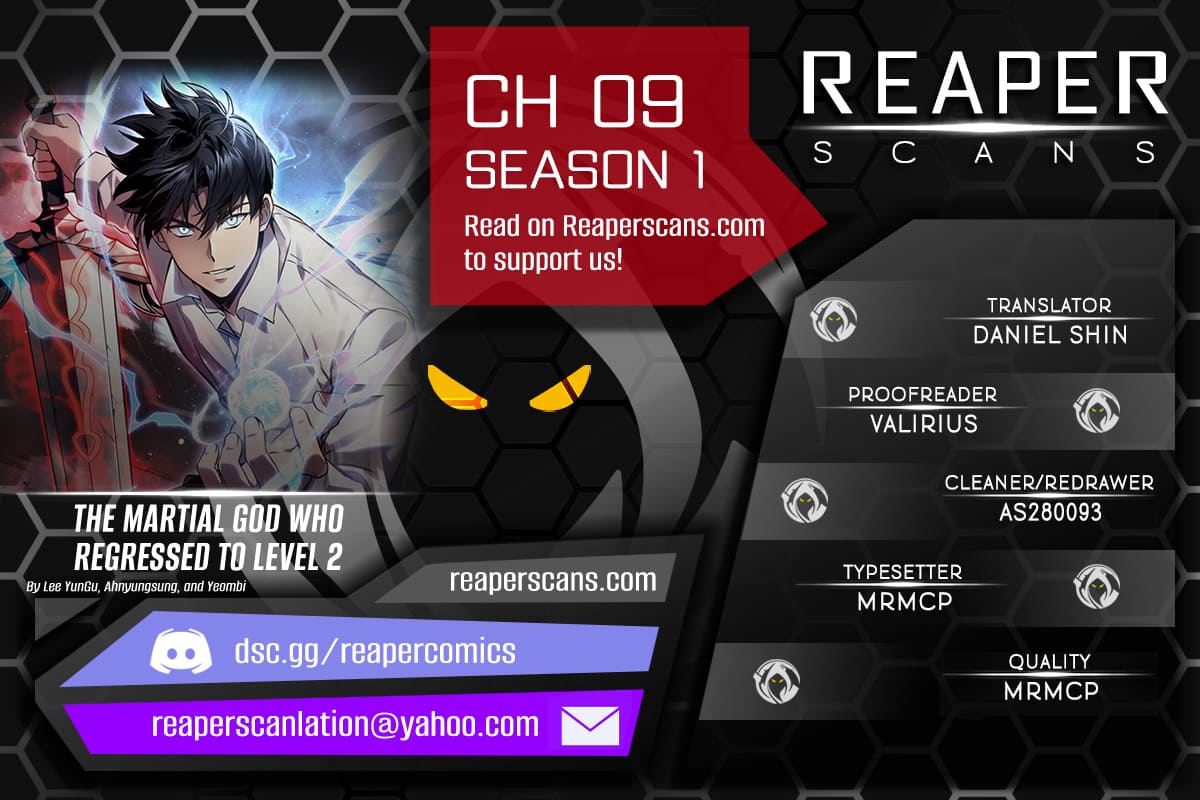 CH 09
SEASON 1
Read on Reaperscans.com
to support us!
REAPER
SCANS
TRANSLATOR
DANIEL SHIN
PROOFREADER
VALIRIUS
CLEANER/REDRAWER
AS280093
TYPESETTER
MRMCP
QUALITY
MRMCP
THE MARTIAL GOD WHO
REGRESSED TO LEVEL 2
By Lee YunGu, Ahnyungsung, and Yeombi
reaperscans.com
dsc.gg/reapercomics
reaperscanlation@yahoo.com